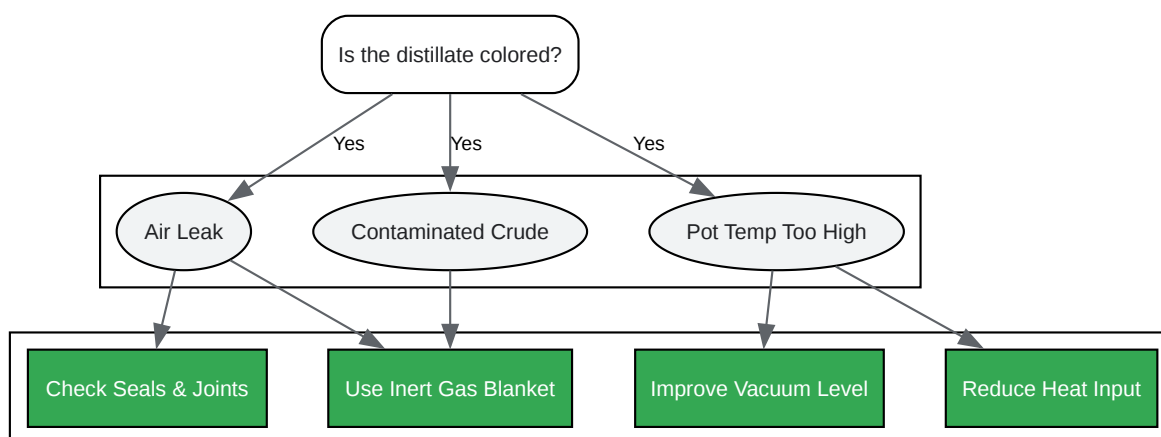 Is the distillate colored?
Yes
Yes
Yes
Air Leak
Contaminated Crude
Pot Temp Too High
Check Seals & Joints
Use Inert Gas Blanket
Improve Vacuum Level
Reduce Heat Input